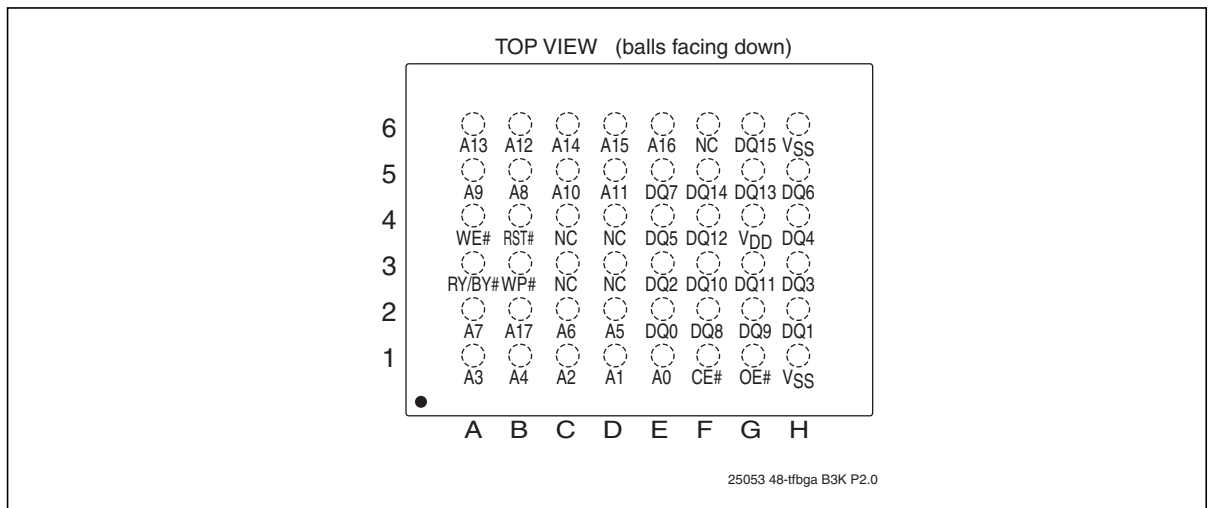 TOP VIEW (balls facing down)
6
A13 A12 A14 A15 A16 NC DQ15 VSS
5
A9 A8 A10 A11 DQ7 DQ14 DQ13 DQ6
4
WE# RST# NC NC DQ5 DQ12 VDD DQ4
3
RY/BY# WP# NC NC DQ2 DQ10 DQ11 DQ3
2
A7 A17 A6 A5 DQ0 DQ8 DQ9 DQ1
1
A3 A4 A2 A1 A0 CE# OE# VSS
A B C D E F G H
25053 48-tfbga B3K P2.0